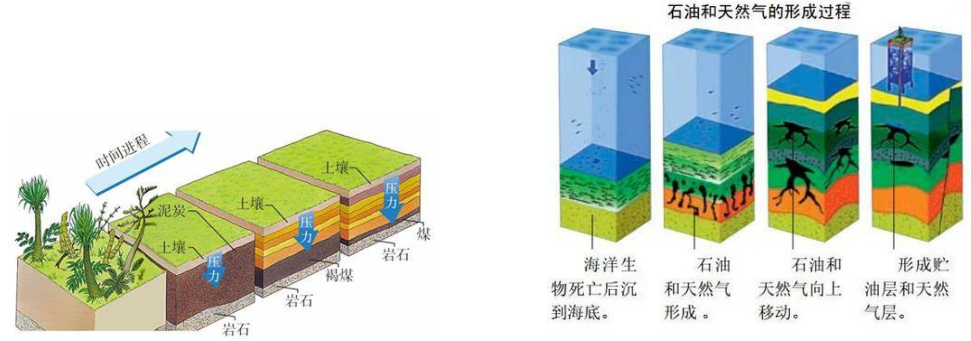 石油和天然气的形成过程
时间进程
泥炭
土壤
压力
岩石
土壤
压力
褐煤
岩石
土壤
压力
煤
岩石
海洋生
物死亡后沉
到海底。
石油
和天然气
形成。
石油和
天然气向上
移动。
形成贮
油层和天然
气层。